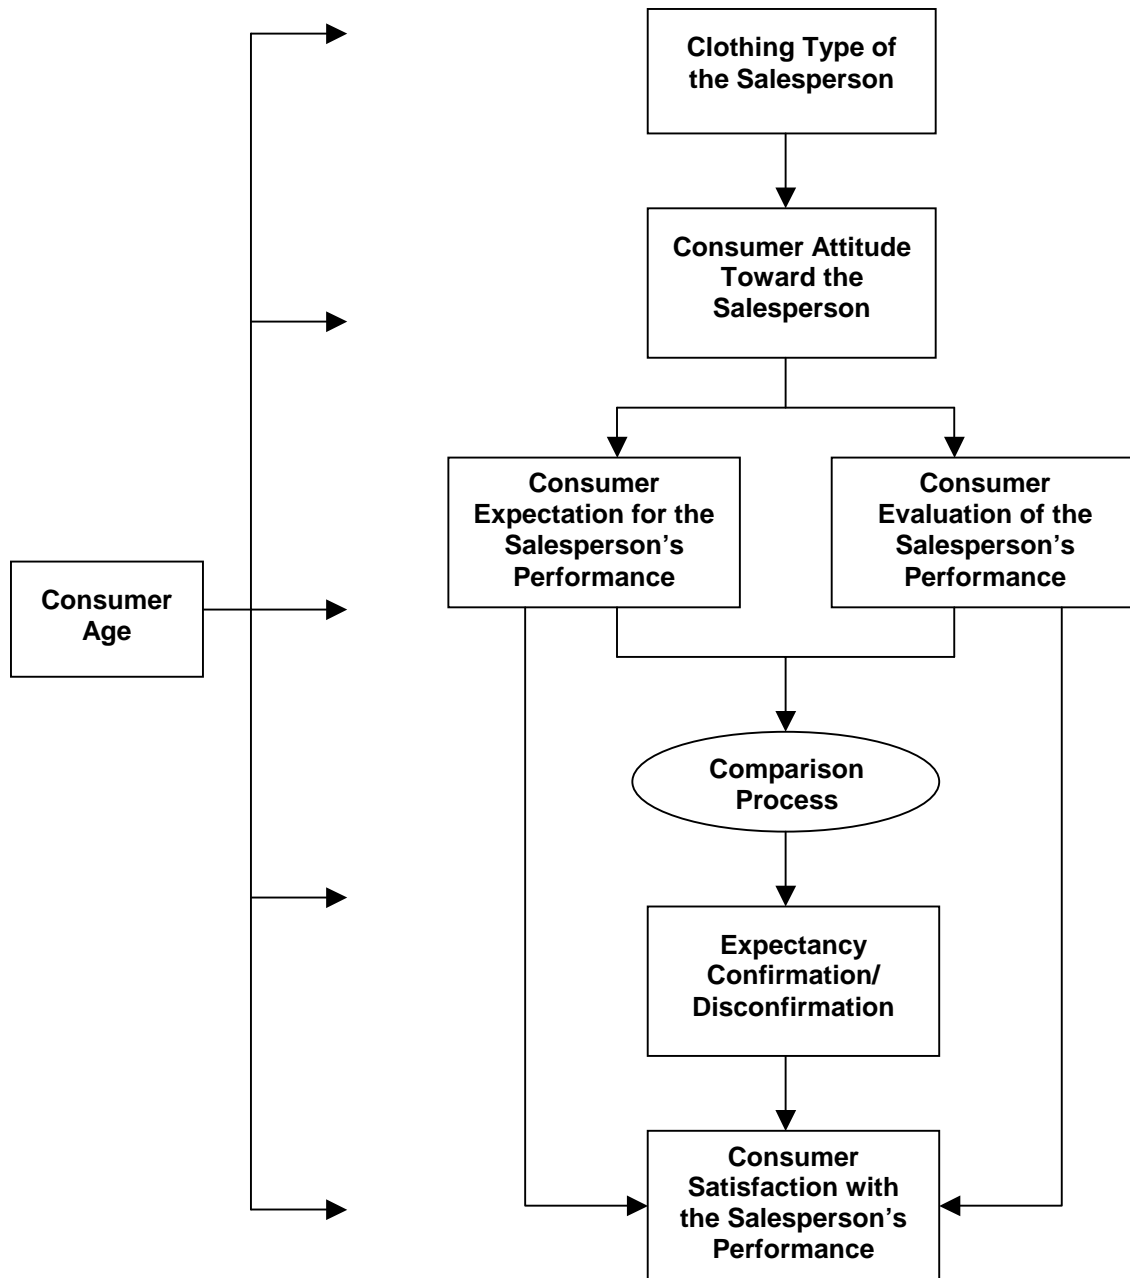 Clothing Type of
the Salesperson
Consumer Attitude
Toward the
Salesperson
Consumer
Expectation for the
Salesperson’s
Performance
Consumer
Evaluation of the
Salesperson’s
Performance
Consumer
Age
Comparison
Process
Expectancy
Confirmation/
Disconfirmation
Consumer
Satisfaction with
the Salesperson’s
Performance